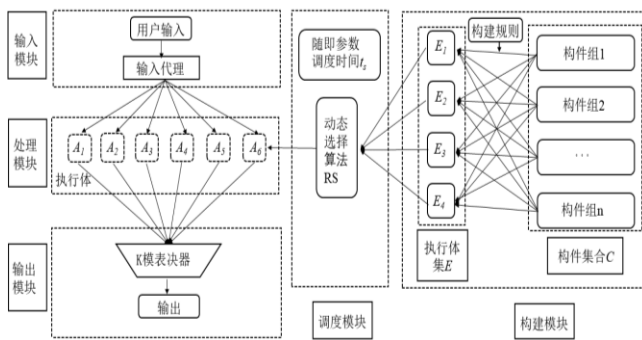 输入
模块
用户输入
输入代理
处理
模块
A1
A2
A3
A4
A5
A6
执行体
输出
模块
K模表决器
输出
随即参数
调度时间ts
动态
选择
算法
RS
调度模块
E1
E2
E3
E4
执行体
集E
构建规则
构件组1
构件组2
...
构件组n
构件集合C
构建模块